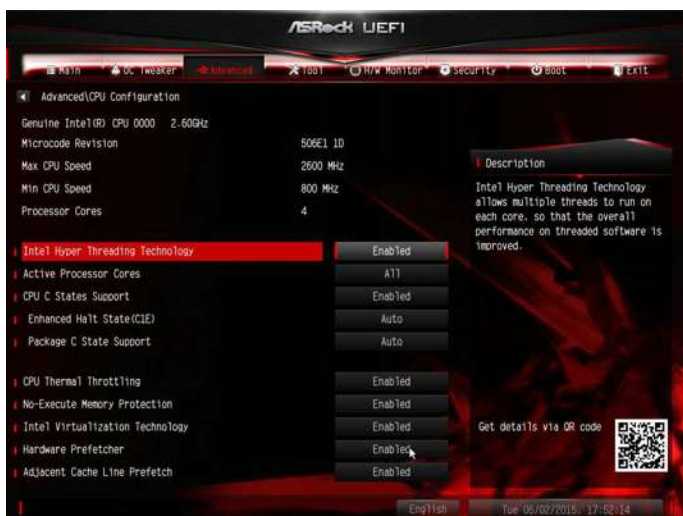 ASRock UEFI
Main OC Tweaker Advanced Tool H/W Monitor Security Boot Exit
Advanced\CPU Configuration
Genuine Intel(R) CPU 0000 2.60GHz
Microcode Revision 506E1 1D
Max CPU Speed 2600 MHz
Min CPU Speed 800 MHz
Processor Cores 4
Intel Hyper Threading Technology Enabled
Active Processor Cores All
CPU C States Support Enabled
Enhanced Halt State(C1E) Auto
Package C State Support Auto
CPU Thermal Throttling Enabled
No-Execute Memory Protection Enabled
Intel Virtualization Technology Enabled
Hardware Prefetcher Enabled
Adjacent Cache Line Prefetch Enabled
Description
Intel Hyper Threading Technology
allows multiple threads to run on
each core, so that the overall
performance on threaded software is
improved.
Get details via QR code
English Tue 06/02/2015, 17:52:14